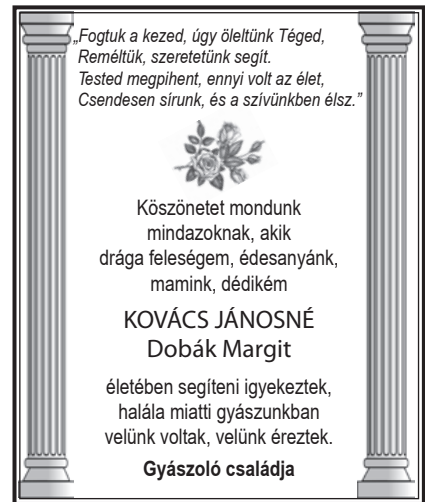 „Fogtuk a kezed, úgy öleltünk Téged,
Reméltük, szeretetünk segít.
Tested megpihent, ennyi volt az élet,
Csendesen sírunk, és a szívünkben élsz.”
Köszönetet mondunk
mindazoknak, akik
drága feleségem, édesanyánk,
mamink, dédikém
KOVÁCS JÁNOSNÉ
Dobák Margit
életében segíteni igyekeztek,
halála miatti gyászunkban
velünk voltak, velünk éreztek.
Gyászoló családja